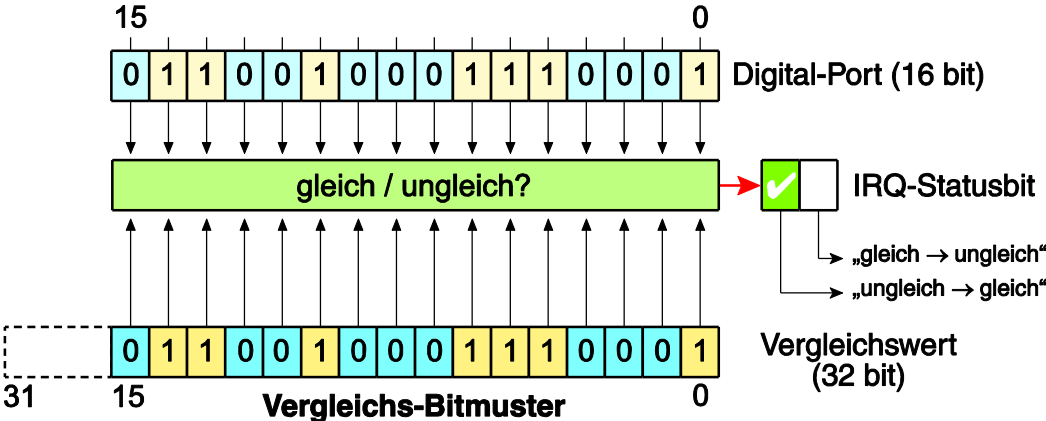 15 0
0 1 1 0 0 1 0 0 0 1 1 1 0 0 0 1 Digital-Port (16 bit)
gleich / ungleich? IRQ-Statusbit
„gleich → ungleich“
„ungleich → gleich“
0 1 1 0 0 1 0 0 0 1 1 1 0 0 0 1 Vergleichswert
(32 bit)
31 15 0
Vergleichs-Bitmuster